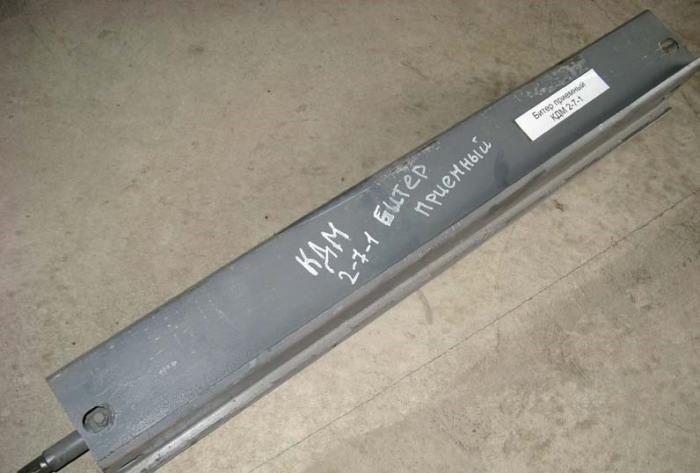 Битер приемный
КДМ 2-7-1
КДМ
2-7-1 Битер
приемный